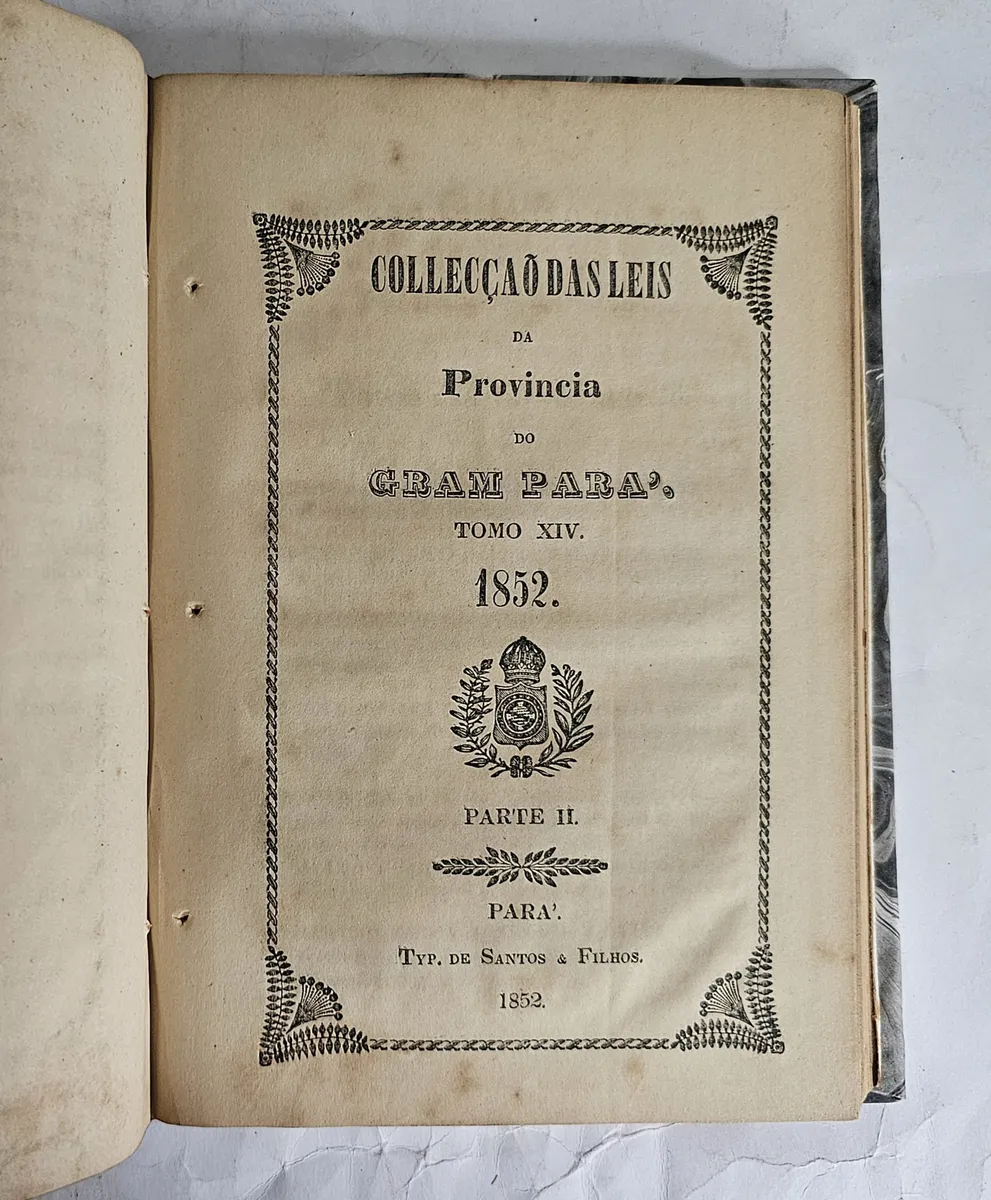 COLLECÇAÕ DAS LEIS
DA
Provincia
DO
GRAM PARA'.
TOMO XIV.
1852.
PARTE II.
PARA'.
TYP. DE SANTOS & FILHOS.
1852.